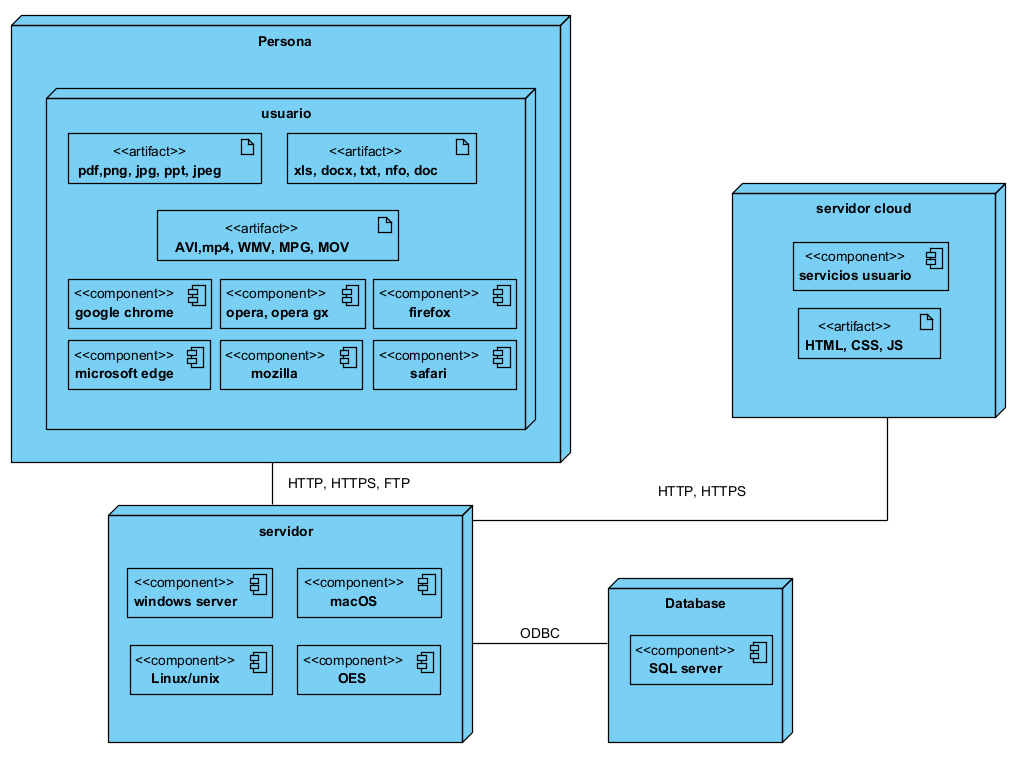 Persona
usuario
<<artifact>>
pdf,png, jpg, ppt, jpeg
<<artifact>>
xls, docx, txt, nfo, doc
<<artifact>>
AVI,mp4, WMV, MPG, MOV
<<component>>
google chrome
<<component>>
opera, opera gx
<<component>>
firefox
<<component>>
microsoft edge
<<component>>
mozilla
<<component>>
safari
servidor cloud
<<component>>
servicios usuario
<<artifact>>
HTML, CSS, JS
HTTP, HTTPS, FTP
HTTP, HTTPS
servidor
<<component>>
windows server
<<component>>
macOS
<<component>>
Linux/unix
<<component>>
OES
ODBC
Database
<<component>>
SQL server